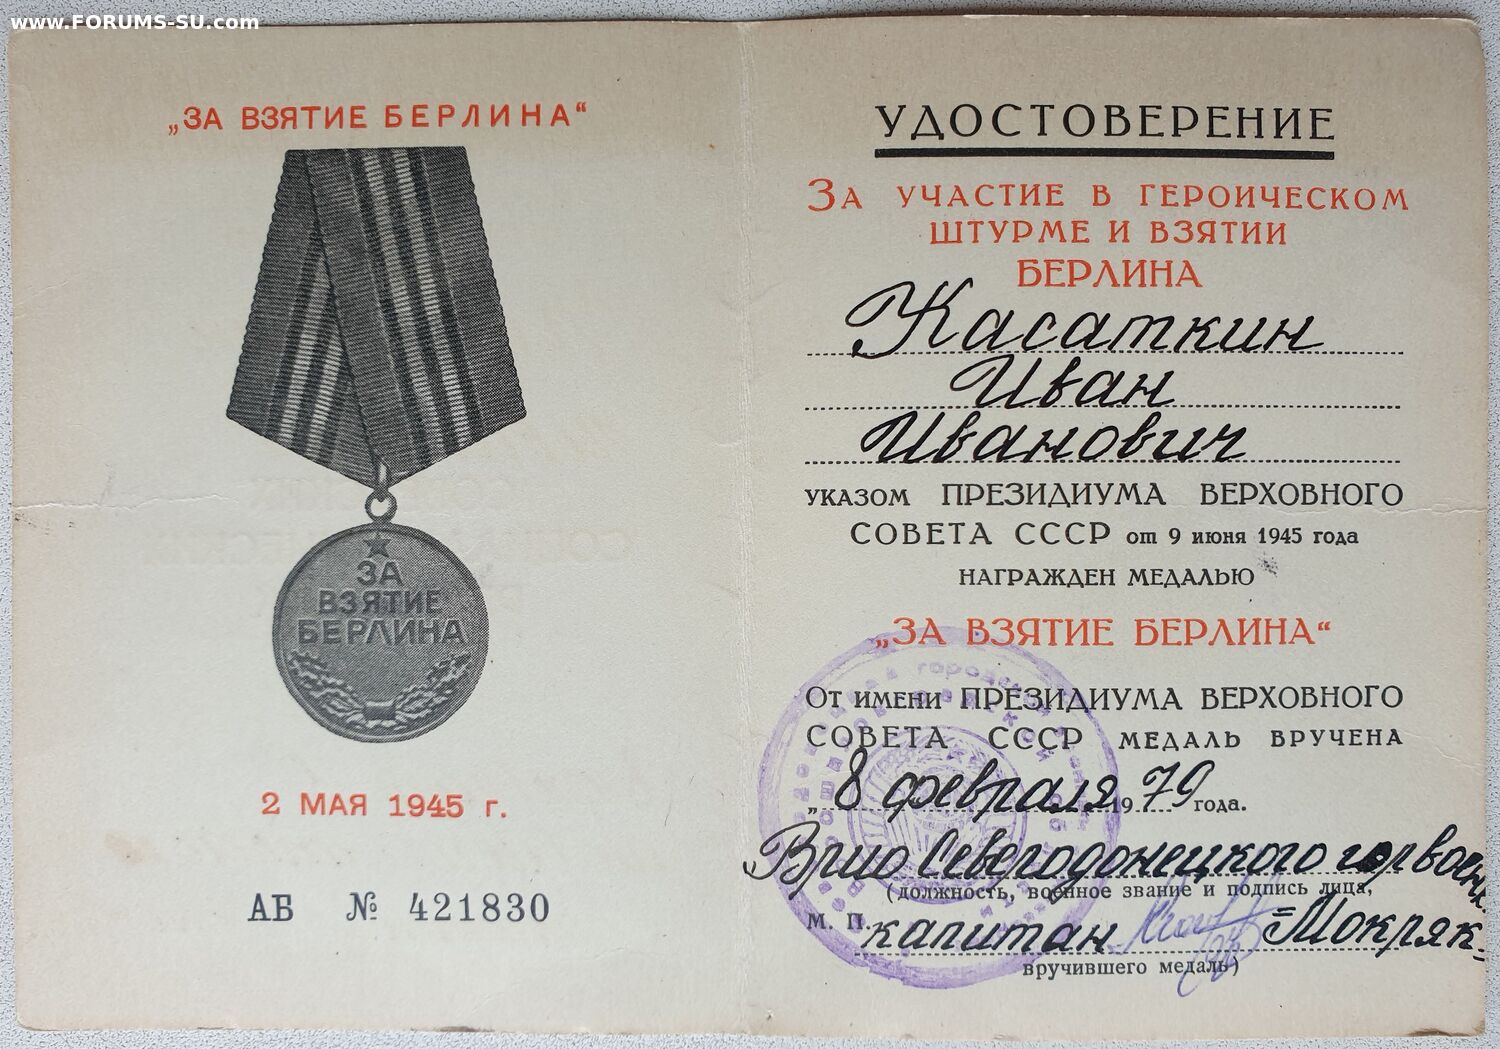 www.FORUMS-SU.com
„ЗА ВЗЯТИЕ БЕРЛИНА“
ЗА
ВЗЯТИЕ
БЕРЛИНА
2 МАЯ 1945 г.
АБ № 421830
УДОСТОВЕРЕНИЕ
ЗА УЧАСТИЕ В ГЕРОИЧЕСКОМ
ШТУРМЕ И ВЗЯТИИ
БЕРЛИНА
Касаткин
Иван
Иванович
УКАЗОМ ПРЕЗИДИУМА ВЕРХОВНОГО
СОВЕТА СССР от 9 июня 1945 года
НАГРАЖДЕН МЕДАЛЬЮ
„ЗА ВЗЯТИЕ БЕРЛИНА“
ОТ ИМЕНИ ПРЕЗИДИУМА ВЕРХОВНОГО
СОВЕТА СССР МЕДАЛЬ ВРУЧЕНА
„8 февраля 1979 года.
Врио Северодонецкого горвоенк
(должность, военное звание и подпись лица,
М. П. капитан =Мокряк=
вручившего медаль)